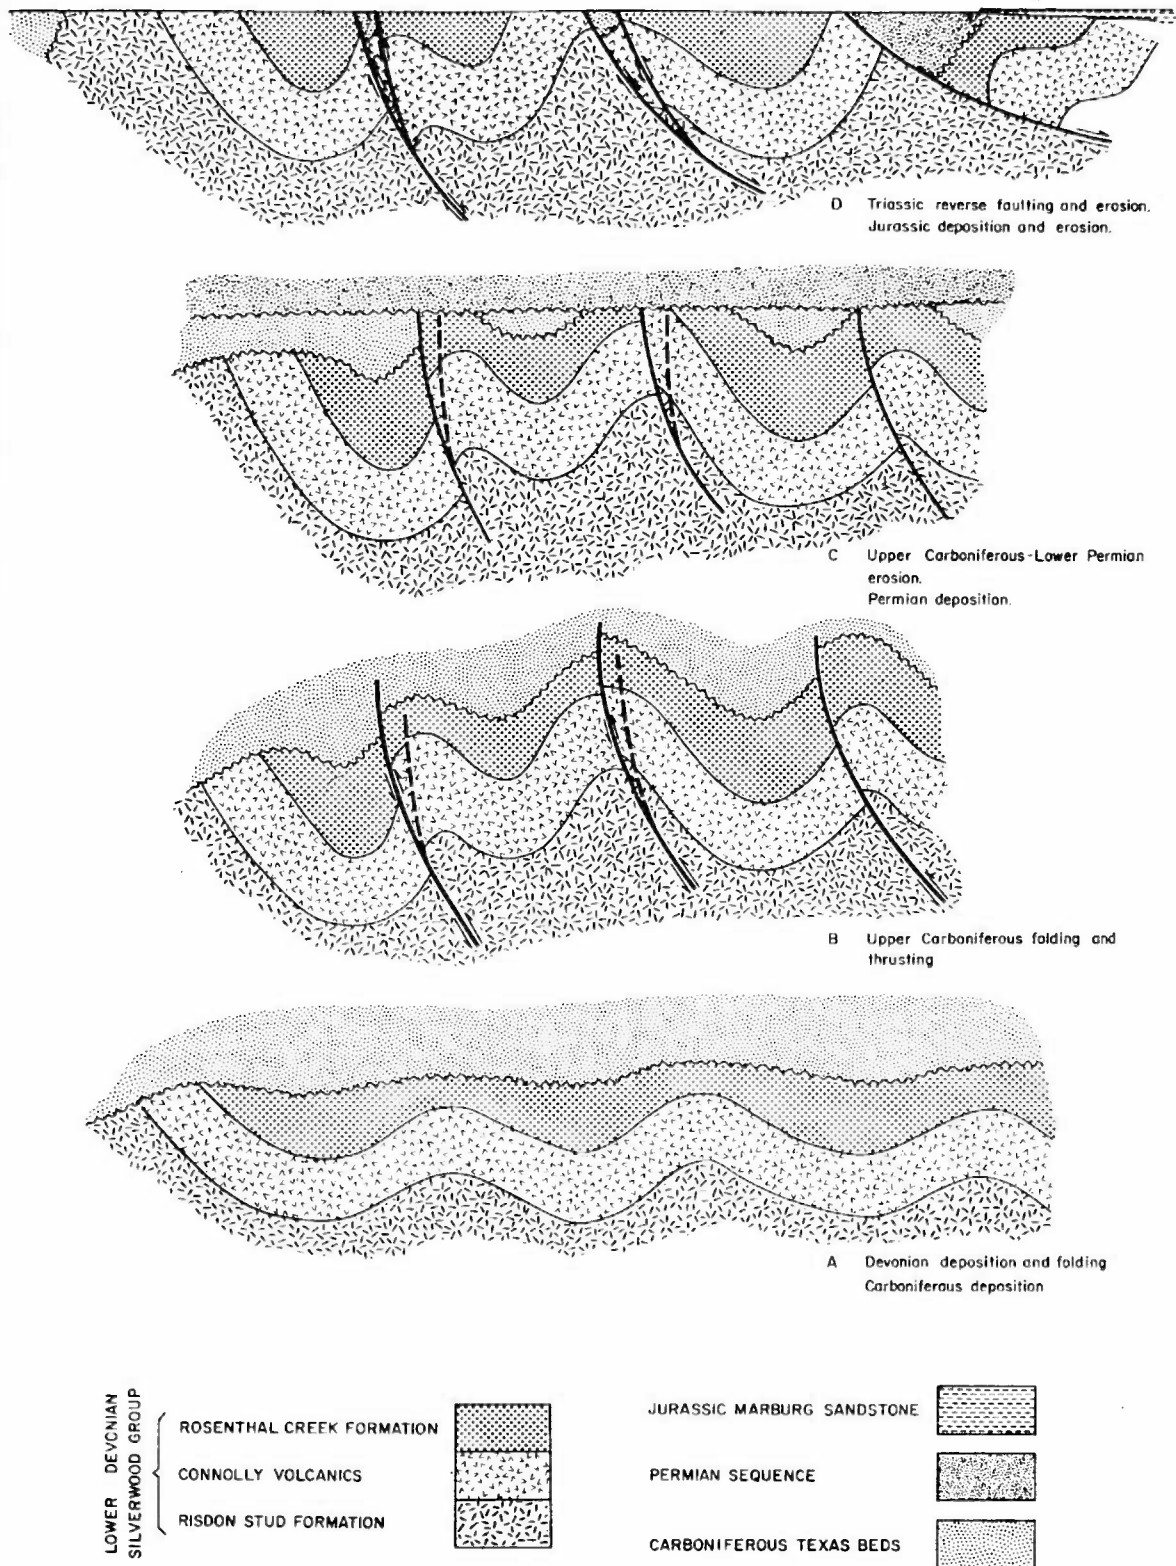 D Triassic reverse faulting and erosion.
Jurassic deposition and erosion.
C Upper Carboniferous-Lower Permian
erosion.
Permian deposition.
B Upper Carboniferous folding and
thrusting
A Devonian deposition and folding
Carboniferous deposition
LOWER DEVCNIAN
SILVERWOOD GROUP
ROSENTHAL CREEK FORMATION
CONNOLLY VOLCANICS
RISDON STUD FORMATION
JURASSIC MARBURG SANDSTONE
PERMIAN SEQUENCE
CARBONIFEROUS TEXAS BEDS